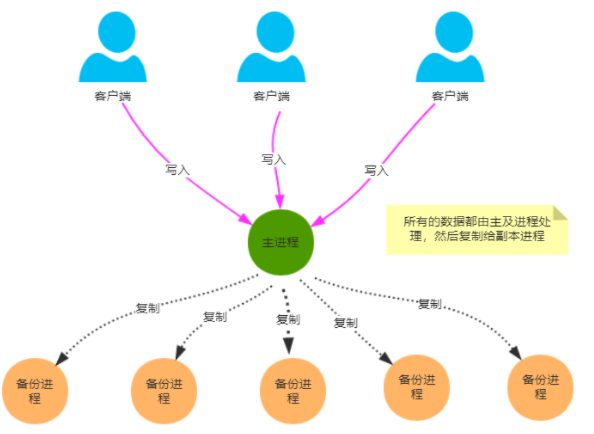 客户端
客户端
客户端
写入
写入
写入
主进程
所有的数据都由主及进程处
理，然后复制给副本进程
复制
复制
复制
复制
复制
备份进
程
备份进
程
备份进
程
备份进
程
备份进
程